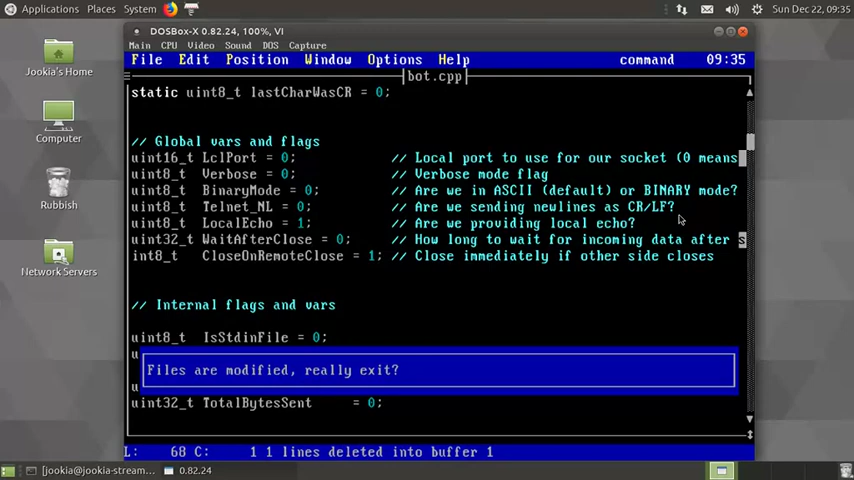 Applications Places System Sun Dec 22, 09:35
DOSBox-X 0.82.24, 100%, VI
Main CPU Video Sound DOS Capture
File Edit Position Window Options Help command 09:35
bot.cpp
static uint8_t lastCharWasCR = 0;
// Global vars and flags
uint16_t LclPort = 0; // Local port to use for our socket (0 means
uint8_t Verbose = 0; // Verbose mode flag
uint8_t BinaryMode = 0; // Are we in ASCII (default) or BINARY mode?
uint8_t Telnet_NL = 0; // Are we sending newlines as CR/LF?
uint8_t LocalEcho = 1; // Are we providing local echo?
uint32_t WaitAfterClose = 0; // How long to wait for incoming data after s
int8_t CloseOnRemoteClose = 1; // Close immediately if other side closes
// Internal flags and vars
uint8_t IsStdinFile = 0;
u
Files are modified, really exit?
u
uint32_t TotalBytesSent = 0;
L: 68 C: 1 1 lines deleted into buffer 1
Jookia's Home
Computer
Rubbish
Network Servers
[jookia@jookia-stream... 0.82.24